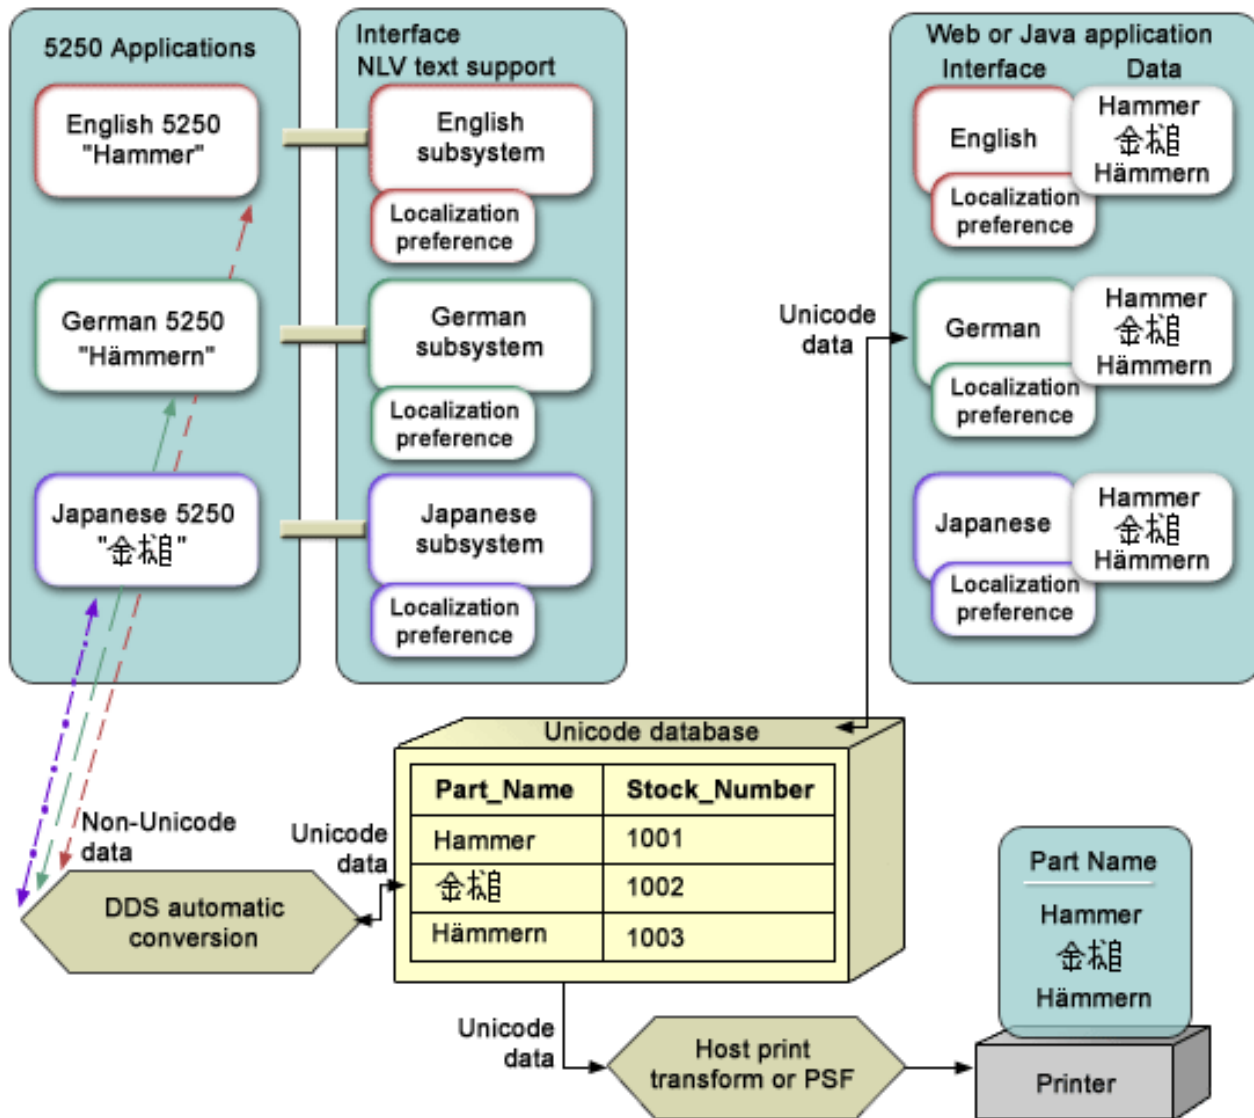 5250 Applications
English 5250
"Hammer"
German 5250
"Hämmern"
Japanese 5250
"金槌"
Interface
NLV text support
English
subsystem
Localization
preference
German
subsystem
Localization
preference
Japanese
subsystem
Localization
preference
Web or Java application
Interface Data
English
Localization
preference
Hammer
金槌
Hämmern
German
Localization
preference
Hammer
金槌
Hämmern
Japanese
Localization
preference
Hammer
金槌
Hämmern
Unicode
data
Non-Unicode
data
DDS automatic
conversion
Unicode
data
Unicode database
Part_Name Stock_Number
Hammer 1001
金槌 1002
Hämmern 1003
Unicode
data
Host print
transform or PSF
Part Name
Hammer
金槌
Hämmern
Printer